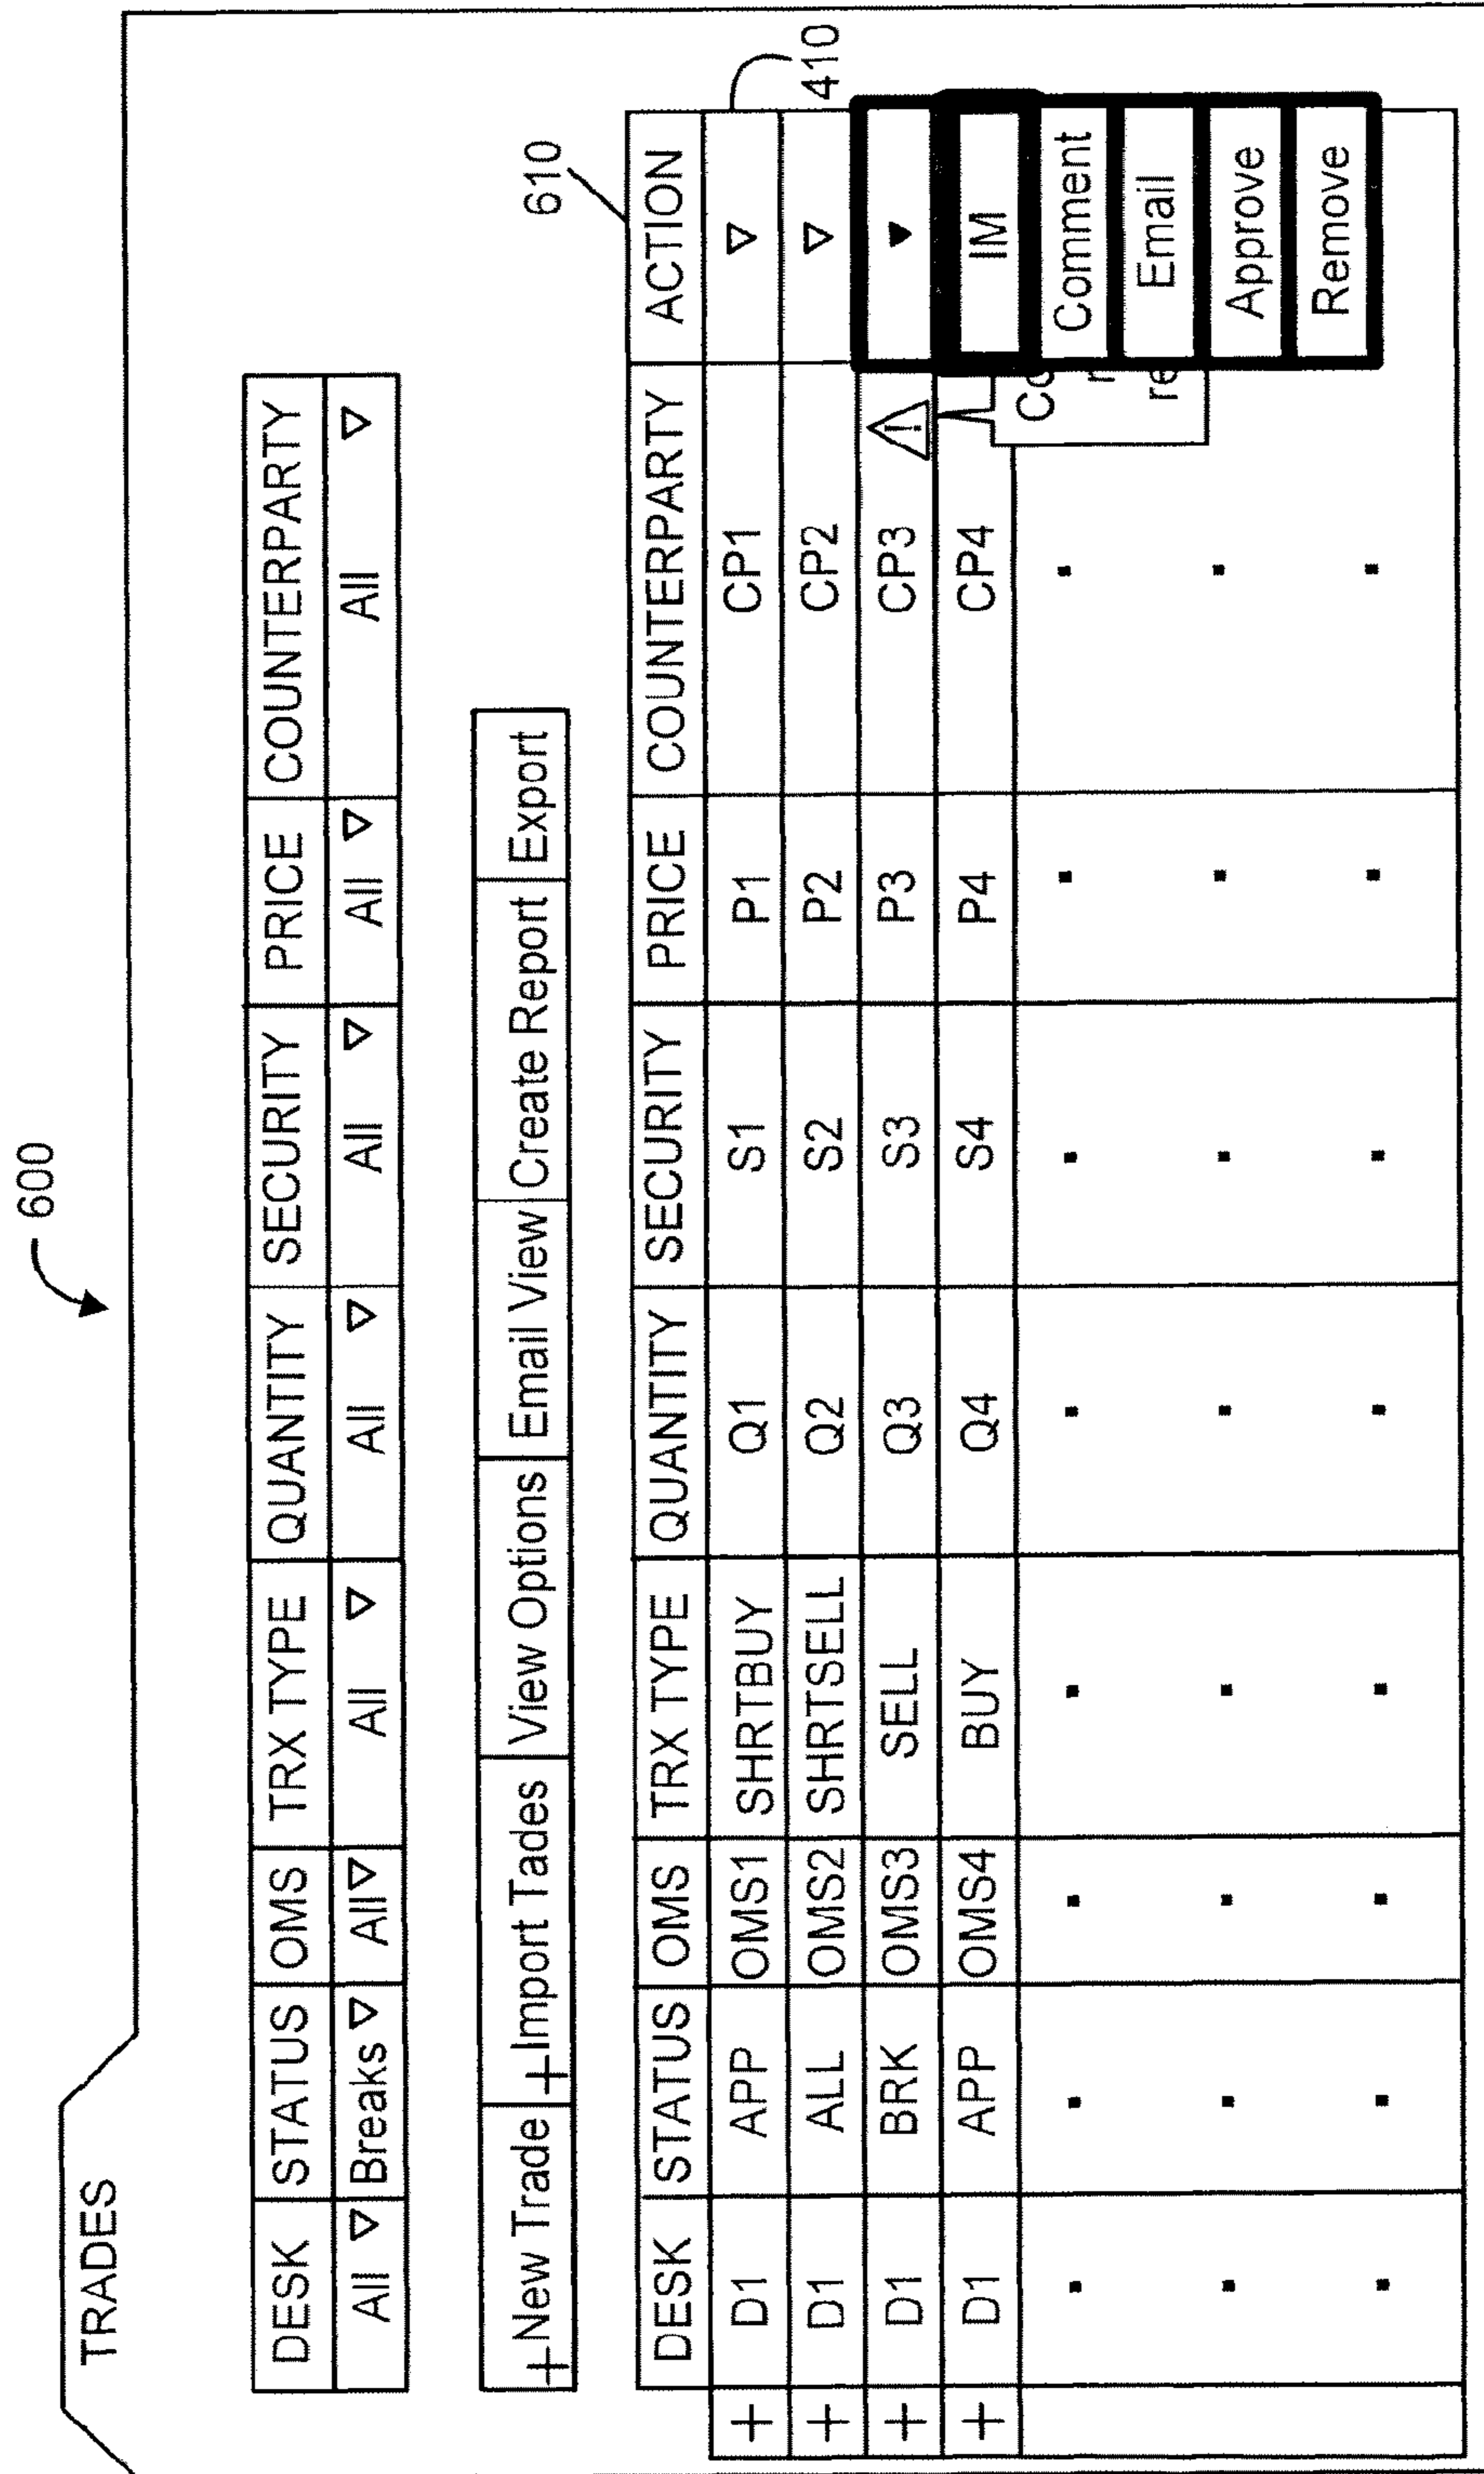 600
TRADES
DESK STATUS OMS TRX TYPE QUANTITY SECURITY PRICE COUNTERPARTY
All Breaks All All All All All All
+New Trade +Import Tades View Options Email View Create Report Export
610
DESK STATUS OMS TRX TYPE QUANTITY SECURITY PRICE COUNTERPARTY ACTION
410
+ D1 APP OMS1 SHRTBUY Q1 S1 P1 CP1
+ D1 ALL OMS2 SHRTSELL Q2 S2 P2 CP2
+ D1 BRK OMS3 SELL Q3 S3 P3 CP3 !
+ D1 APP OMS4 BUY Q4 S4 P4 CP4 IM
Comment
Email
Approve
Remove